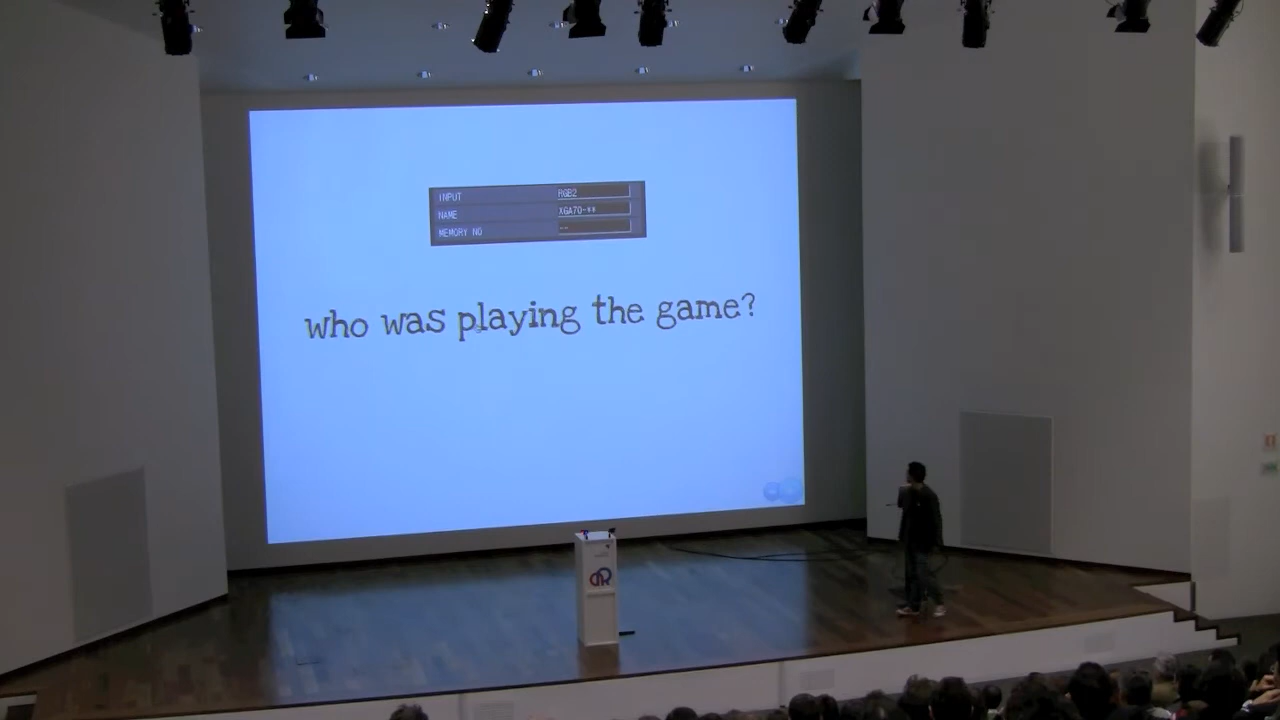 INPUT RGB2
NAME XGA70-**
MEMORY NO --
who was playing the game?